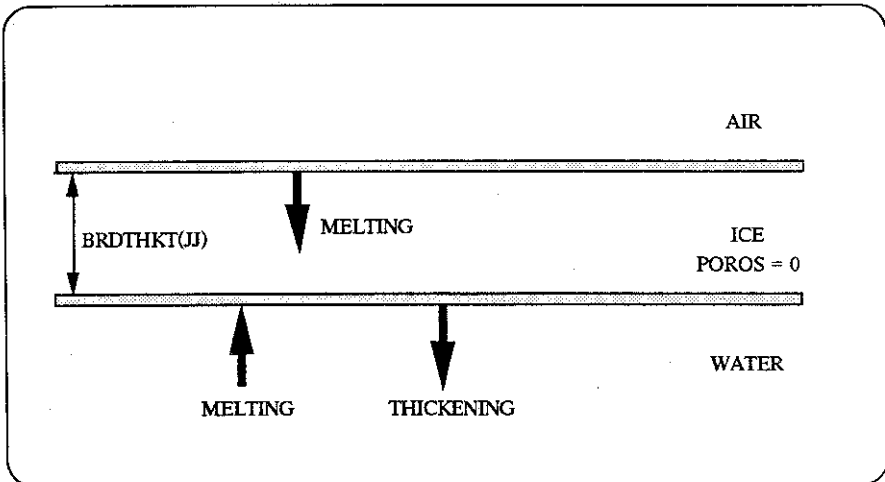 AIR
MELTING
BRDTHKT(JJ)
ICE
POROS = 0
WATER
MELTING
THICKENING